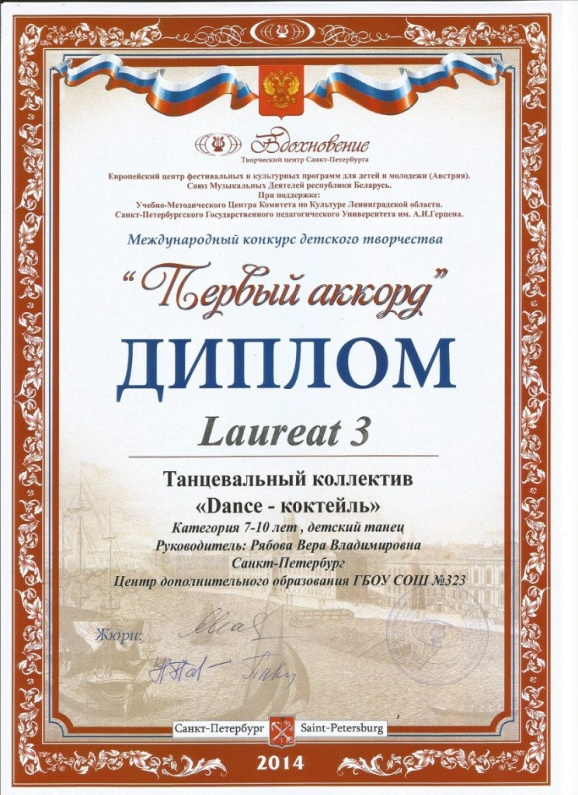 Вдохновение
Творческий центр Санкт-Петербурга
Европейский центр фестивальных и культурных программ для детей и молодежи (Австрия).
Союз Музыкальных Деятелей республики Беларусь.
При поддержке:
Учебно-Методического Центра Комитета по Культуре Ленинградской области.
Санкт-Петербургского Государственного педагогического Университета им. А.И.Герцена.
Международный конкурс детского творчества
“Первый аккорд”
ДИПЛОМ
Laureat 3
Танцевальный коллектив
«Dance - коктейль»
Категория 7-10 лет , детский танец
Руководитель: Рябова Вера Владимировна
Санкт-Петербург
Центр дополнительного образования ГБОУ СОШ №323
Жюри:
Санкт-Петербург Saint-Petersburg
2014